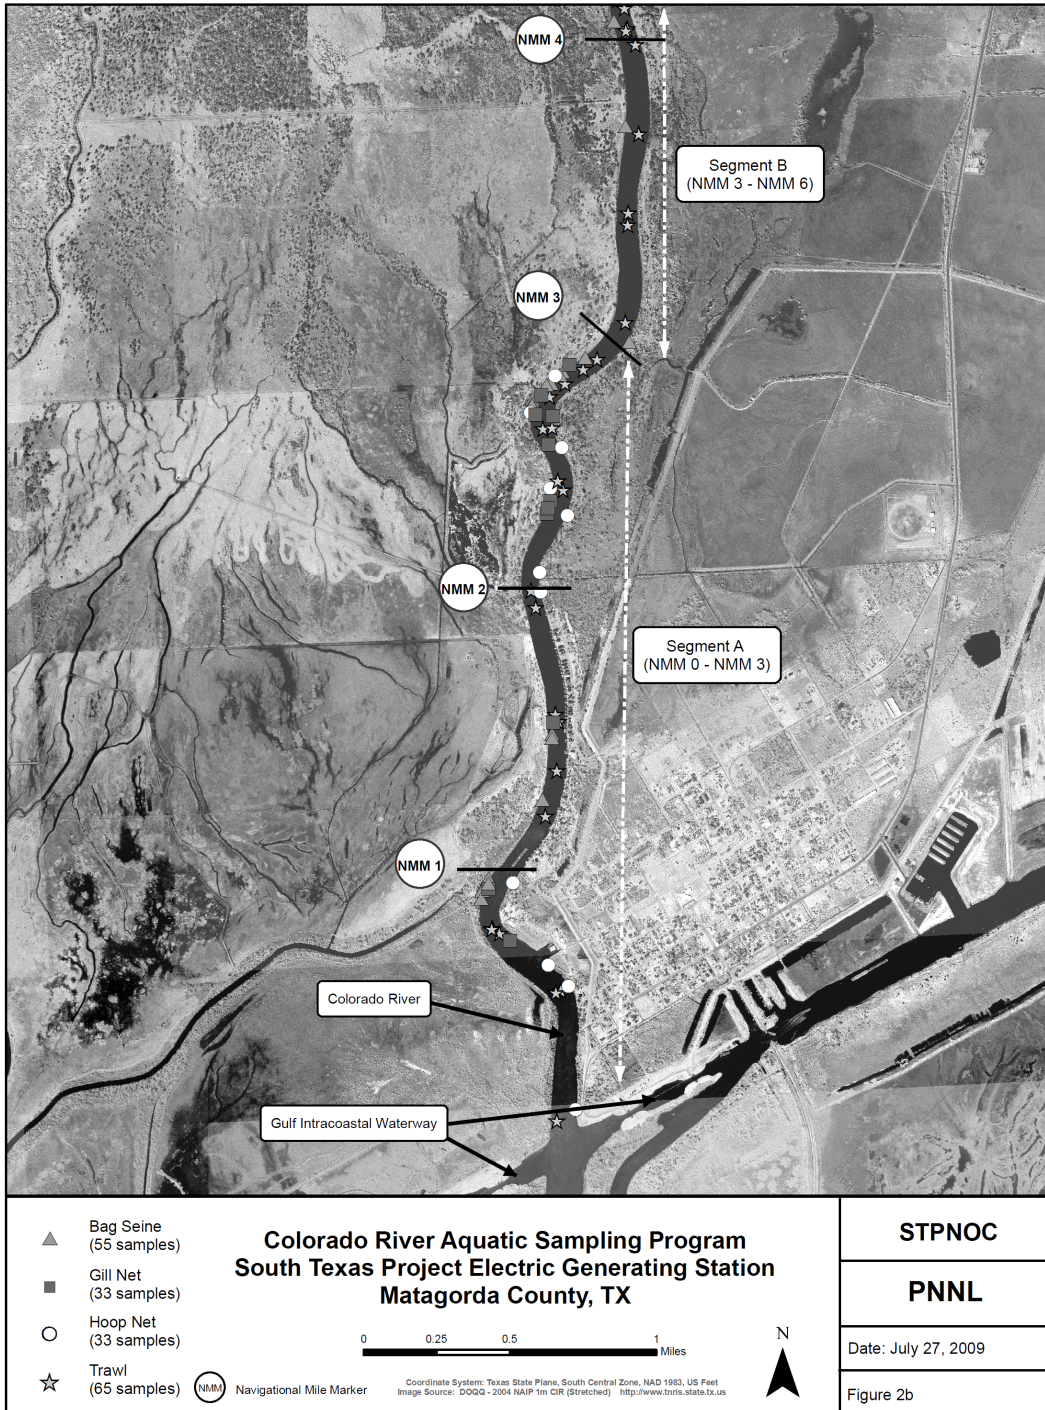 NMM 4
Segment B
(NMM 3 - NMM 6)
NMM 3
NMM 2
Segment A
(NMM 0 - NMM 3)
NMM 1
Colorado River
Gulf Intracoastal Waterway
Bag Seine
(55 samples)
Gill Net
(33 samples)
Hoop Net
(33 samples)
Trawl
(65 samples)
Colorado River Aquatic Sampling Program
South Texas Project Electric Generating Station
Matagorda County, TX
0 0.25 0.5 1
Miles
NMM Navigational Mile Marker
Coordinate System: Texas State Plane, South Central Zone, NAD 1983, US Feet
Image Source: DOQQ - 2004 NAIP 1m CIR (Stretched) http://www.tnris.state.tx.us
N
STPNOC
PNNL
Date: July 27, 2009
Figure 2b